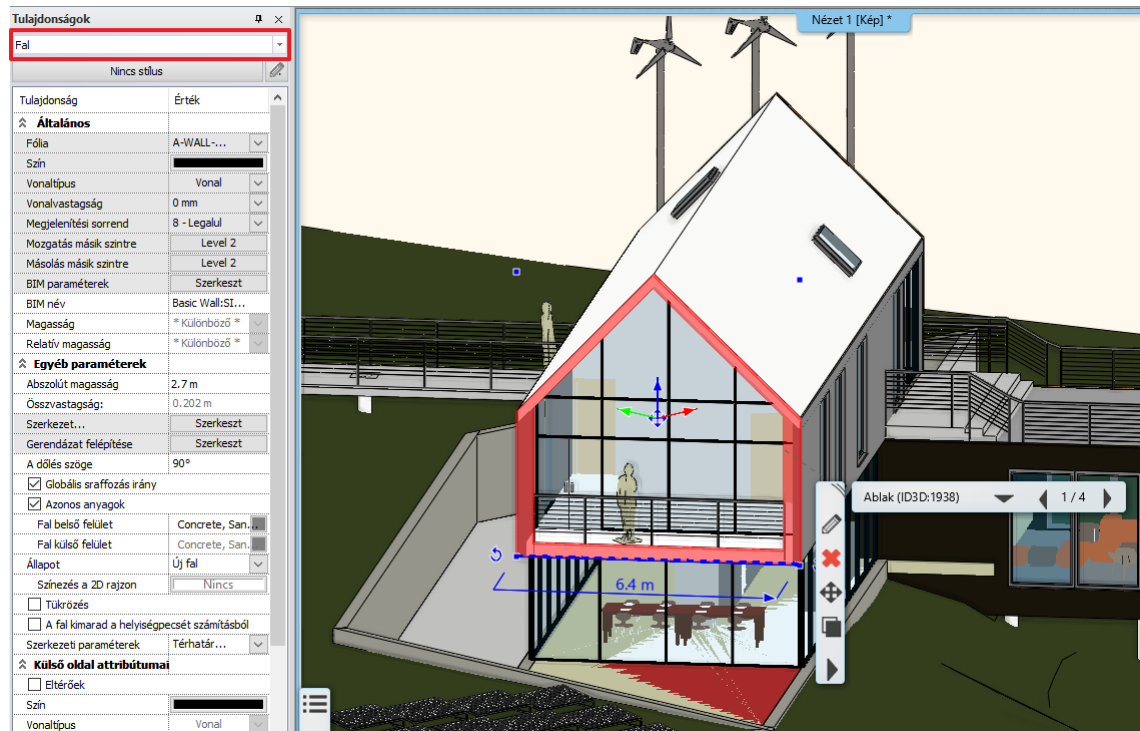 Tulajdonságok
Fal
Nincs stílus
Tulajdonság Érték
Általános
Fólia A-WALL-...
Szín
Vonaltípus Vonal
Vonalvastagság 0 mm
Megjelenítési sorrend 8 - Legalul
Mozgatás másik szintre Level 2
Másolás másik szintre Level 2
BIM paraméterek Szerkeszt
BIM név Basic Wall:SI...
Magasság * Különböző *
Relatív magasság * Különböző *
Egyéb paraméterek
Abszolút magasság 2.7 m
Összvastagság: 0.202 m
Szerkezet... Szerkeszt
Gerendázat felépítése Szerkeszt
A dőlés szöge 90°
Globális sraffozás irány
Azonos anyagok
Fal belső felület Concrete, San...
Fal külső felület Concrete, San.
Állapot Új fal
Színezés a 2D rajzon Nincs
Tükrözés
A fal kimarad a helyiségpecsét számításból
Szerkezeti paraméterek Térhatár...
Külső oldal attribútumai
Eltérőek
Szín
Vonaltípus Vonal
Nézet 1 [Kép] *
Ablak (ID3D:1938) 1 / 4
6.4 m